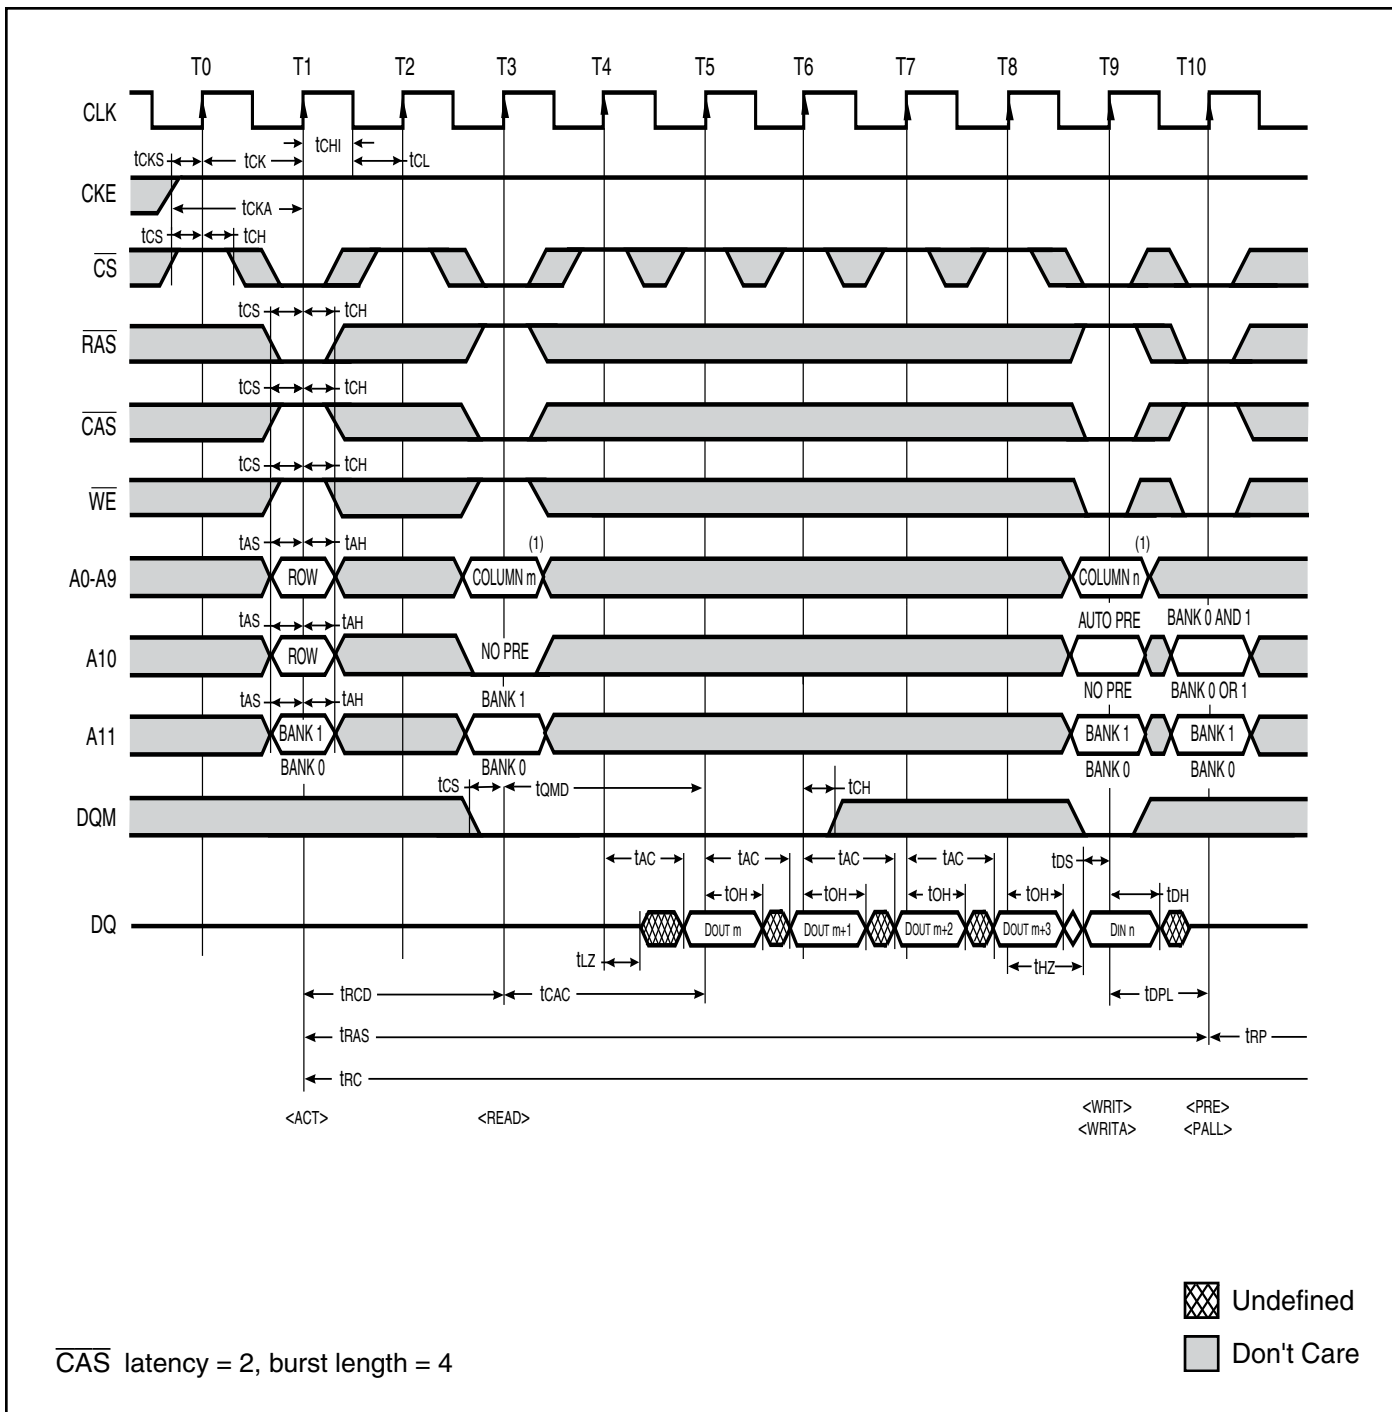 T0 T1 T2 T3 T4 T5 T6 T7 T8 T9 T10
CLK
tCHI
tCKS tCK tCL
CKE
tCKA
tCS tCH
CS
tCS tCH
RAS
tCS tCH
CAS
tCS tCH
WE
tAS tAH (1) (1)
A0-A9 ROW COLUMN m COLUMN n
tAS tAH AUTO PRE BANK 0 AND 1
A10 ROW NO PRE
tAS tAH BANK 1 NO PRE BANK 0 OR 1
A11 BANK 1 BANK 1 BANK 1
BANK 0 BANK 0 BANK 0 BANK 0
tCS tQMD tCH
DQM
tAC tAC tAC tAC tDS
tOH tOH tOH tOH tDH
DQ DOUT m DOUT m+1 DOUT m+2 DOUT m+3 DIN n
tLZ tHZ
tRCD tCAC tDPL
tRAS tRP
tRC
<ACT> <READ> <WRIT> <PRE>
<WRITA> <PALL>
Undefined
Don't Care
CAS latency = 2, burst length = 4